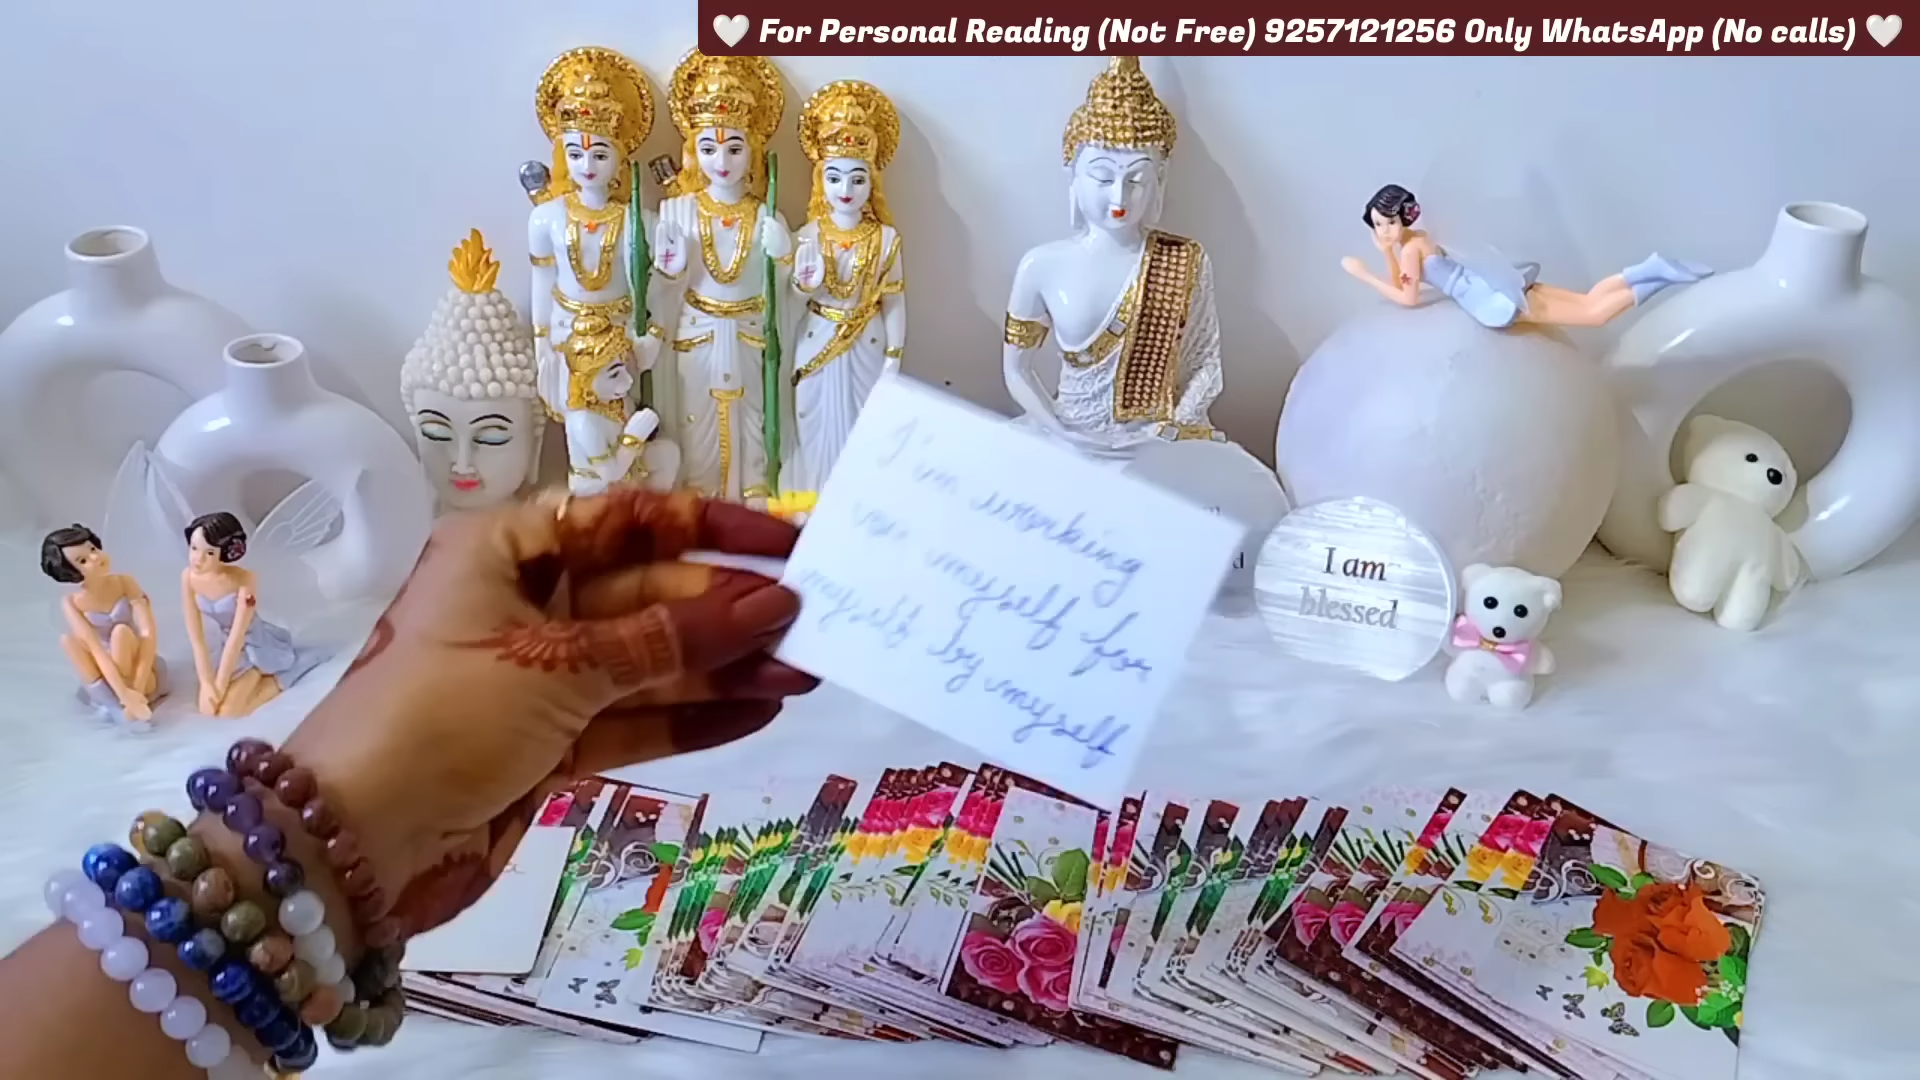 🤍 For Personal Reading (Not Free) 9257121256 Only WhatsApp (No calls) 🤍
I'm working
on myself for
myself by myself
I am
blessed
d